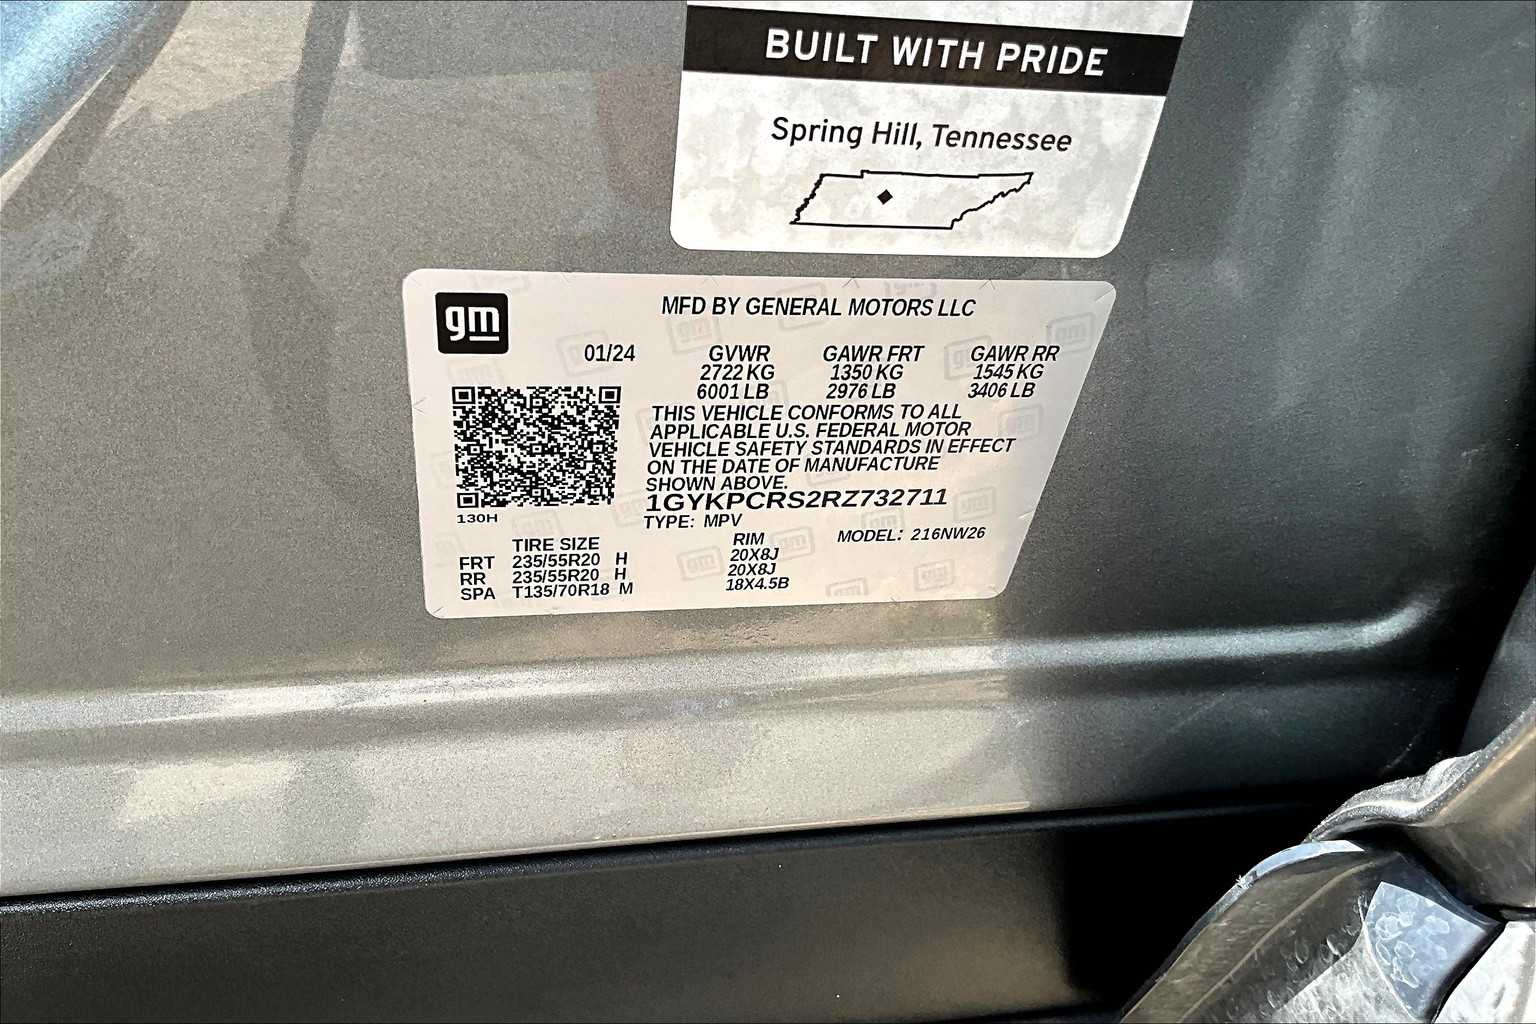 BUILT WITH PRIDE
Spring Hill, Tennessee
gm
MFD BY GENERAL MOTORS LLC
01/24 GVWR GAWR FRT GAWR RR
2722 KG 1350 KG 1545 KG
6001 LB 2976 LB 3406 LB
THIS VEHICLE CONFORMS TO ALL
APPLICABLE U.S. FEDERAL MOTOR
VEHICLE SAFETY STANDARDS IN EFFECT
ON THE DATE OF MANUFACTURE
SHOWN ABOVE.
1GYKPCRS2RZ732711
130H
TYPE: MPV MODEL: 216NW26
TIRE SIZE RIM
FRT 235/55R20 H 20X8J
RR 235/55R20 H 20X8J
SPA T135/70R18 M 18X4.5B